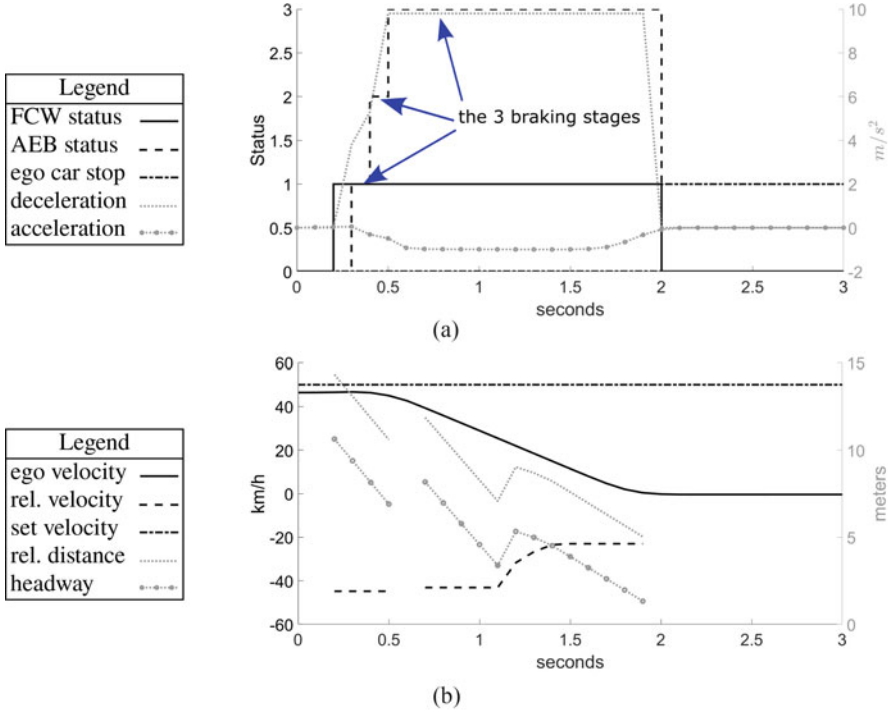 Legend
FCW status
AEB status
ego car stop
deceleration
acceleration
3
2.5
2
1.5
1
0.5
0
Status
the 3 braking stages
10
8
6
4
2
0
-2
m/s²
0
0.5
1
1.5
2
2.5
3
seconds
(a)
Legend
ego velocity
rel. velocity
set velocity
rel. distance
headway
60
40
20
0
-20
-40
-60
km/h
15
10
5
0
meters
0
0.5
1
1.5
2
2.5
3
seconds
(b)